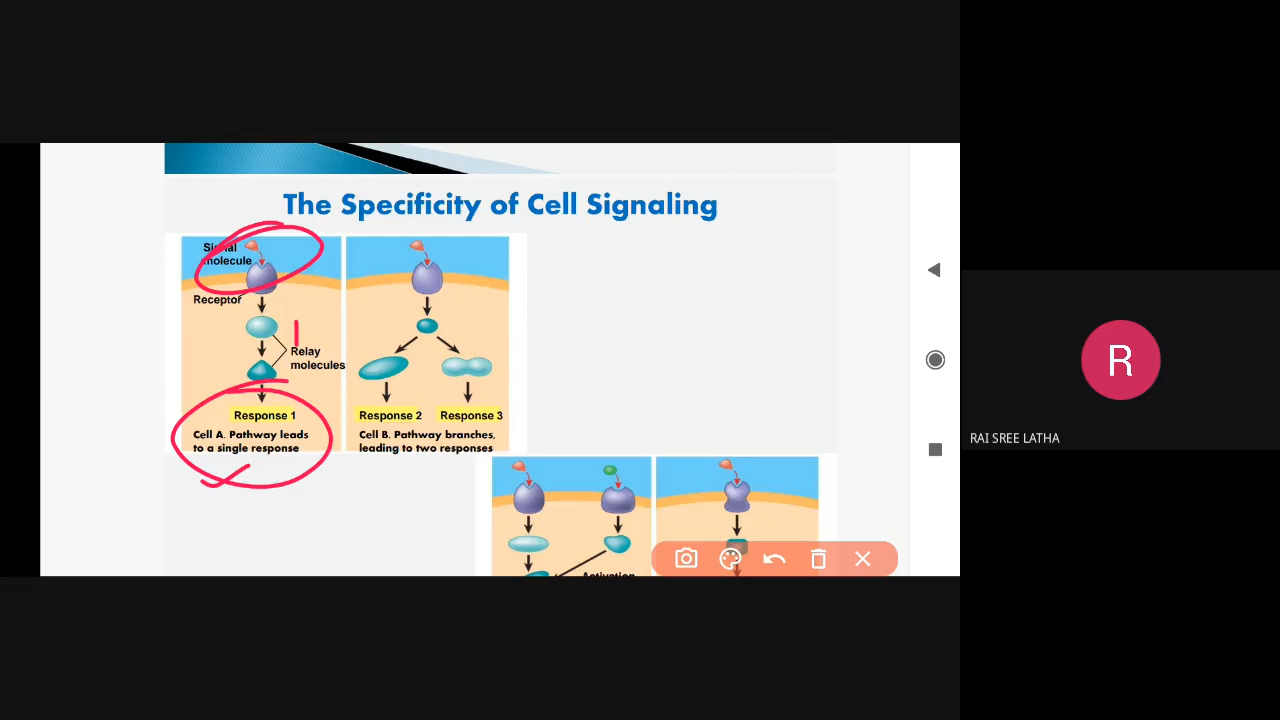 The Specificity of Cell Signaling
Signal
molecule
Receptor
Relay
molecules
Response 1
Cell A. Pathway leads
to a single response
Response 2
Response 3
Cell B. Pathway branches,
leading to two responses
Activation
R
RAI SREE LATHA